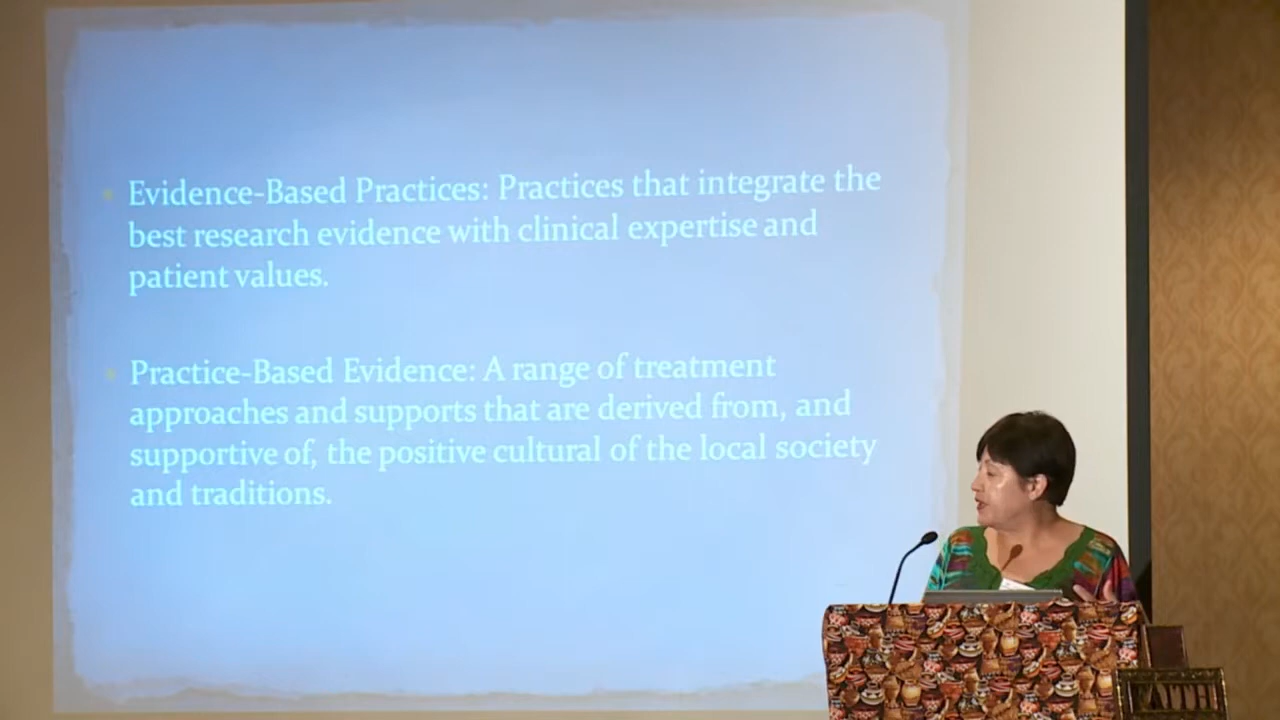 Evidence-Based Practices: Practices that integrate the
best research evidence with clinical expertise and
patient values.
Practice-Based Evidence: A range of treatment
approaches and supports that are derived from, and
supportive of, the positive cultural of the local society
and traditions.
FAITH